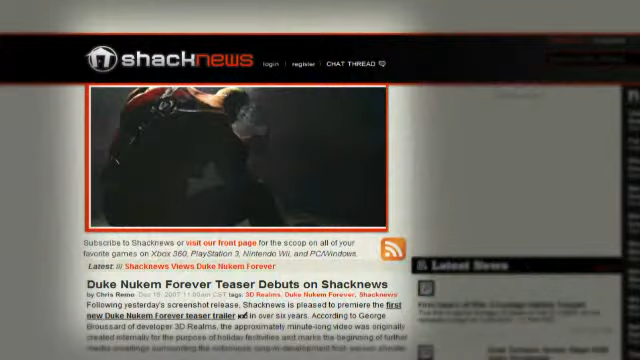 shacknews login | register | CHAT THREAD
Subscribe to Shacknews or visit our front page for the scoop on all of your
favorite games on Xbox 360, PlayStation 3, Nintendo Wii, and PC/Windows.
Latest: /// Shacknews Views Duke Nukem Forever
Latest News
Duke Nukem Forever Teaser Debuts on Shacknews
by Chris Remo Dec 19, 2007 11:00am CST tags: 3D Realms, Duke Nukem Forever, Shacknews
Following yesterday's screenshot release, Shacknews is pleased to premiere the first
new Duke Nukem Forever teaser trailer in over six years. According to George
Broussard of developer 3D Realms, the approximately minute-long video was originally
created internally for the purpose of holiday festivities and marks the beginning of further